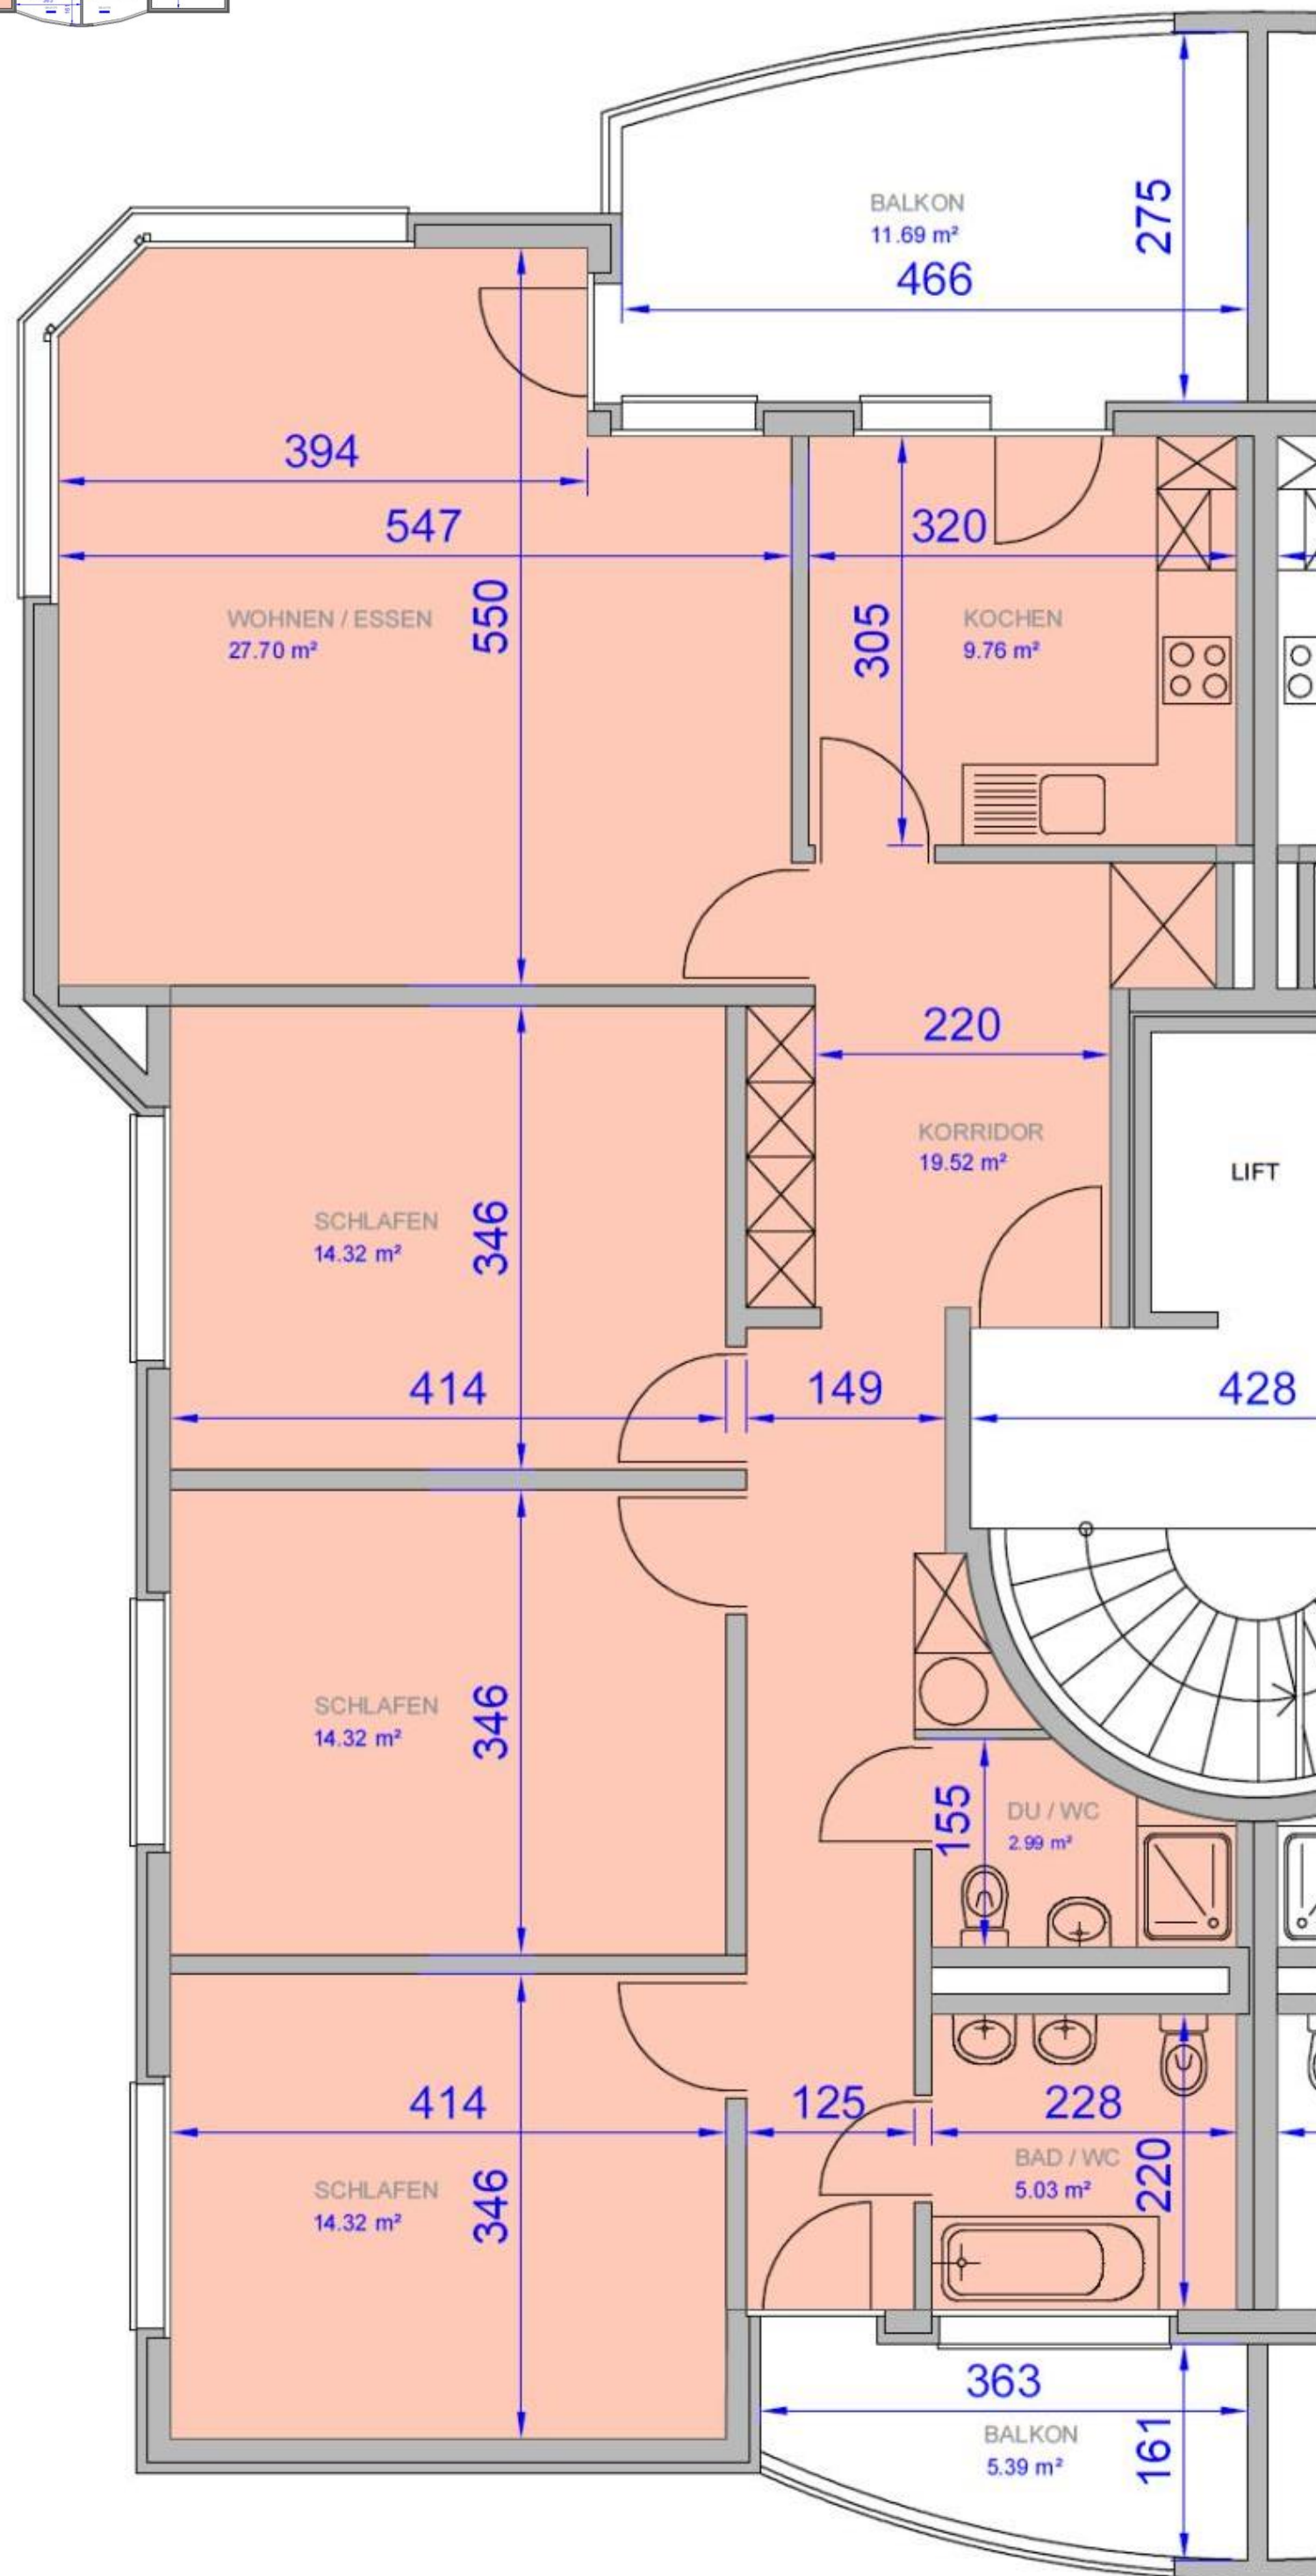 BALKON
11.69 m²
466
275
394
547
550
WOHNEN / ESSEN
27.70 m²
320
305
KOCHEN
9.76 m²
220
KORRIDOR
19.52 m²
LIFT
SCHLAFEN
14.32 m²
346
414
149
428
SCHLAFEN
14.32 m²
346
155
DU / WC
2.99 m²
414
125
228
SCHLAFEN
14.32 m²
346
BAD / WC
5.03 m²
220
363
BALKON
5.39 m²
161